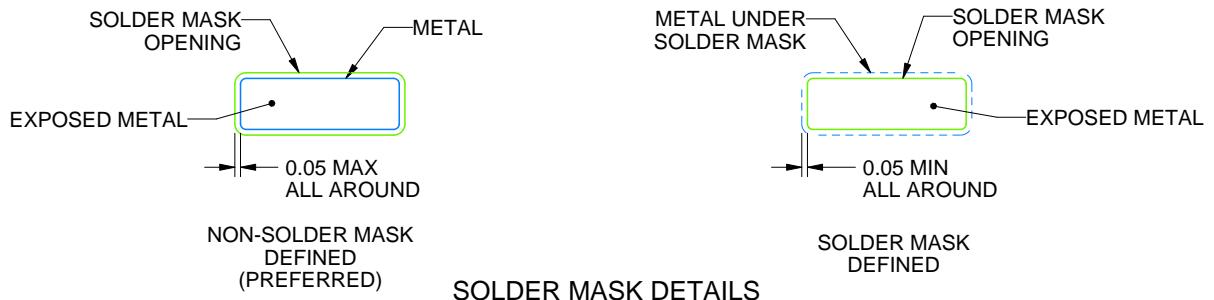 SOLDER MASK
OPENING
METAL
EXPOSED METAL
0.05 MAX
ALL AROUND
NON-SOLDER MASK
DEFINED
(PREFERRED)
METAL UNDER
SOLDER MASK
SOLDER MASK
OPENING
EXPOSED METAL
0.05 MIN
ALL AROUND
SOLDER MASK
DEFINED
SOLDER MASK DETAILS